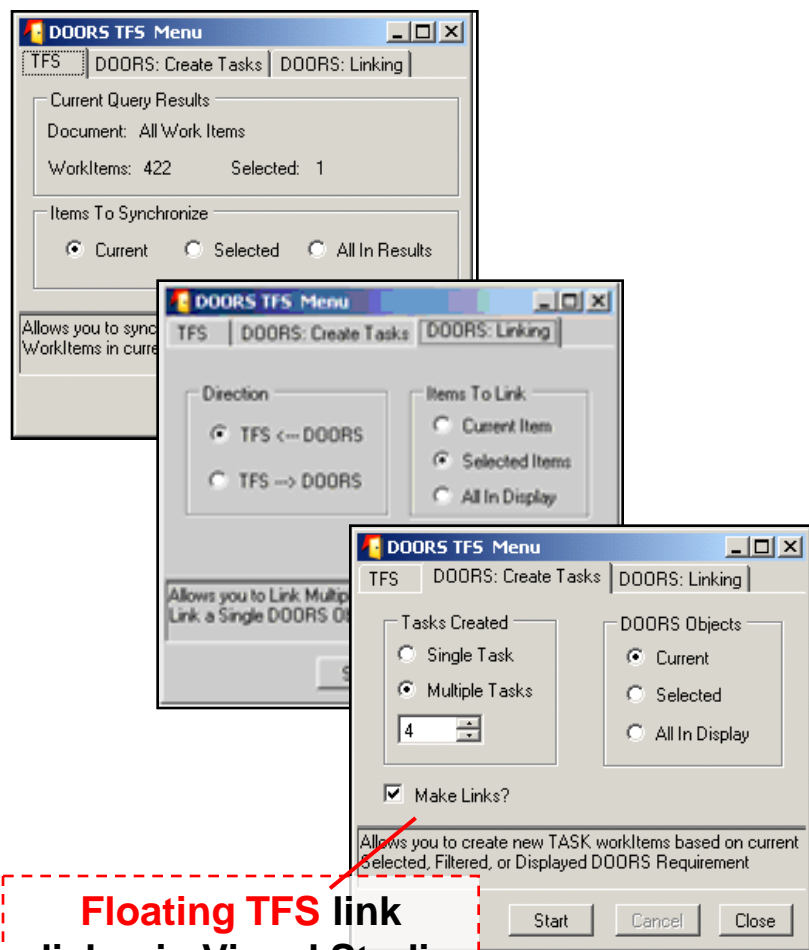 DOORS TFS Menu
TFS DOORS: Create Tasks DOORS: Linking
Current Query Results
Document: All Work Items
WorkItems: 422 Selected: 1
Items To Synchronize
Current Selected All In Results
Allows you to sync
WorkItems in curre
DOORS TFS Menu
TFS DOORS: Create Tasks DOORS: Linking
Direction
TFS <--- DOORS
TFS --> DOORS
Items To Link
Current Item
Selected Items
All In Display
Allows you to Link Multip
Link a Single DOORS
DOORS TFS Menu
TFS DOORS: Create Tasks DOORS: Linking
Tasks Created
Single Task
Multiple Tasks
4
DOORS Objects
Current
Selected
All In Display
Make Links?
Allows you to create new TASK workItems based on current
Selected, Filtered, or Displayed DOORS Requirement
Start Cancel Close
Floating TFS link
in Visual